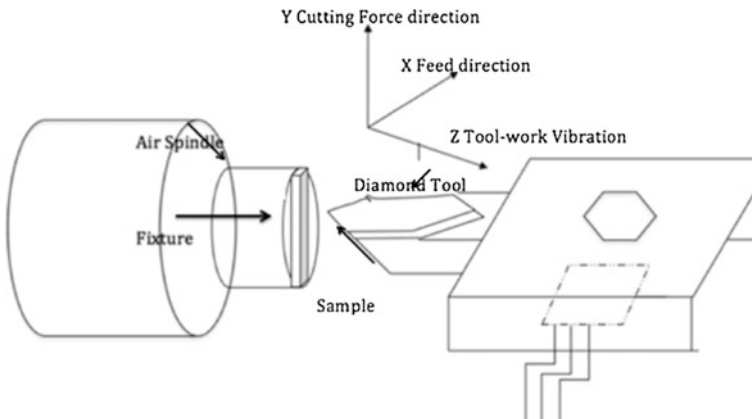 Y Cutting Force direction
X Feed direction
Air Spindle
Z Tool-work Vibration
Diamond Tool
Fixture
Sample